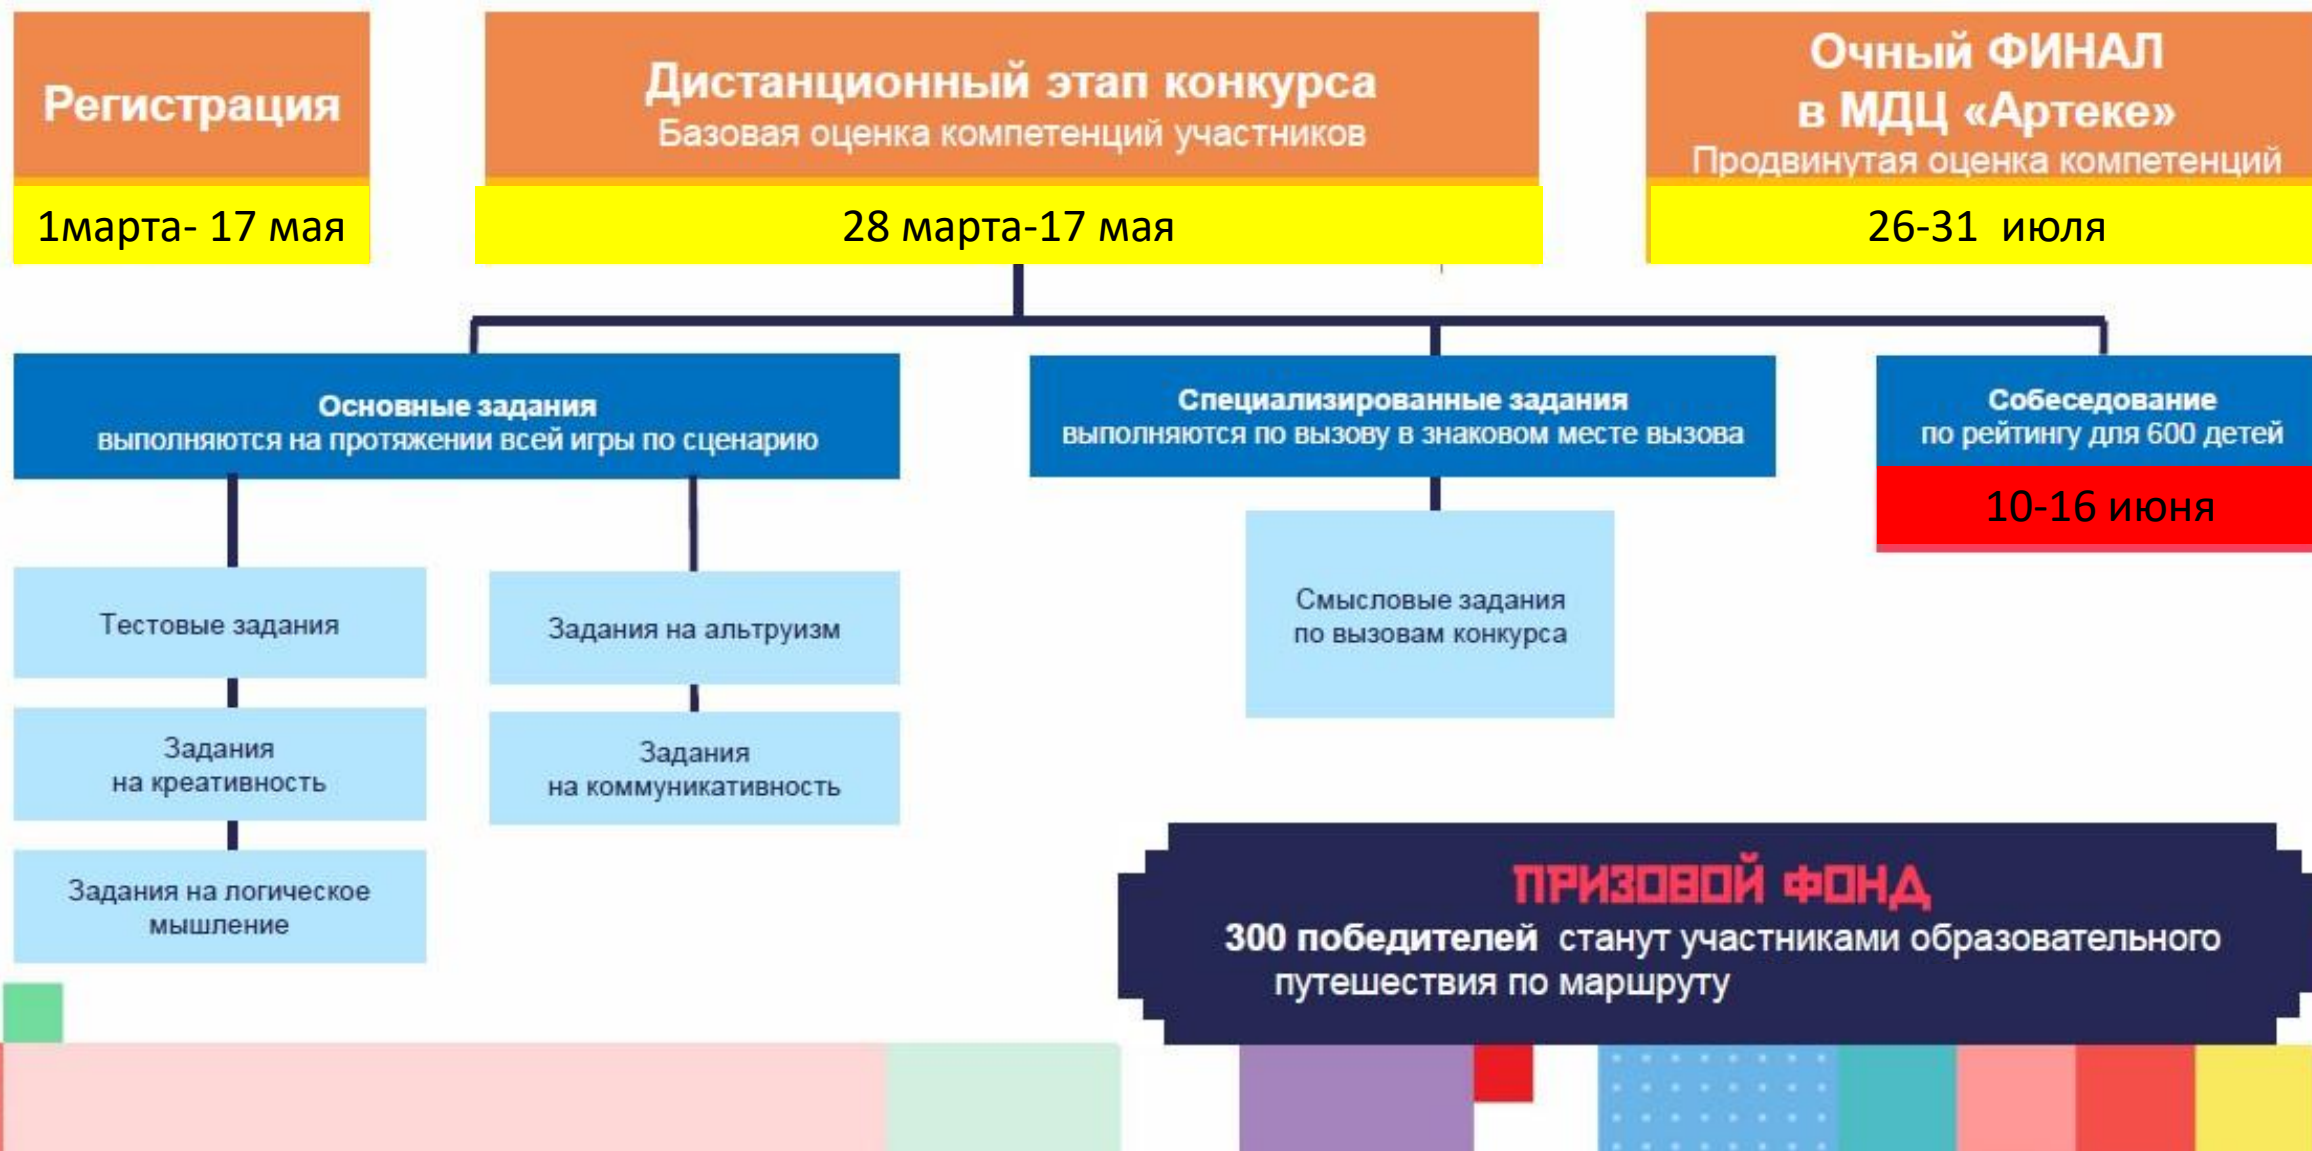 Регистрация
1марта- 17 мая
Дистанционный этап конкурса
Базовая оценка компетенций участников
28 марта-17 мая
Очный ФИНАЛ
в МДЦ «Артеке»
Продвинутая оценка компетенций
26-31 июля
Основные задания
выполняются на протяжении всей игры по сценарию
Тестовые задания
Задания
на креативность
Задания на логическое
мышление
Задания на альтруизм
Задания
на коммуникативность
Специализированные задания
выполняются по вызову в знаковом месте вызова
Смысловые задания
по вызовам конкурса
Собеседование
по рейтингу для 600 детей
10-16 июня
ПРИЗОВОЙ ФОНД
300 победителей станут участниками образовательного
путешествия по маршруту